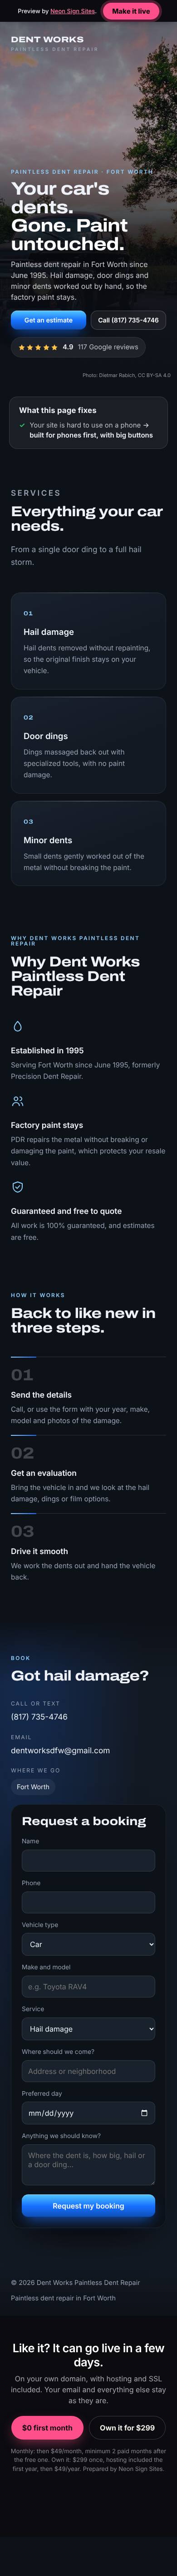 Preview by Neon Sign Sites. Make it live
DENT WORKS
PAINTLESS DENT REPAIR
PAINTLESS DENT REPAIR · FORT WORTH
Your car's
dents.
Gone. Paint
untouched.
Paintless dent repair in Fort Worth since
June 1995. Hail damage, door dings and
minor dents worked out by hand, so the
factory paint stays.
Get an estimate
Call (817) 735-4746
★★★★★ 4.9 117 Google reviews
Photo: Dietmar Rabich, CC BY-SA 4.0
What this page fixes
✓ Your site is hard to use on a phone →
built for phones first, with big buttons
SERVICES
Everything your car
needs.
From a single door ding to a full hail
storm.
01
Hail damage
Hail dents removed without repainting,
so the original finish stays on your
vehicle.
02
Door dings
Dings massaged back out with
specialized tools, with no paint
damage.
03
Minor dents
Small dents gently worked out of the
metal without breaking the paint.
WHY DENT WORKS PAINTLESS DENT
REPAIR
Why Dent Works
Paintless Dent
Repair
Established in 1995
Serving Fort Worth since June 1995, formerly
Precision Dent Repair.
Factory paint stays
PDR repairs the metal without breaking or
damaging the paint, which protects your resale
value.
Guaranteed and free to quote
All work is 100% guaranteed, and estimates
are free.
HOW IT WORKS
Back to like new in
three steps.
01
Send the details
Call, or use the form with your year, make,
model and photos of the damage.
02
Get an evaluation
Bring the vehicle in and we look at the hail
damage, dings or film options.
03
Drive it smooth
We work the dents out and hand the vehicle
back.
BOOK
Got hail damage?
CALL OR TEXT
(817) 735-4746
EMAIL
dentworksdfw@gmail.com
WHERE WE GO
Fort Worth
Request a booking
Name
Phone
Vehicle type
Car
Make and model
e.g. Toyota RAV4
Service
Hail damage
Where should we come?
Address or neighborhood
Preferred day
mm/dd/yyyy
Anything we should know?
Where the dent is, how big, hail or
a door ding...
Request my booking
© 2026 Dent Works Paintless Dent Repair
Paintless dent repair in Fort Worth
Like it? It can go live in a few
days.
On your own domain, with hosting and SSL
included. Your email and everything else stay
as they are.
$0 first month
Own it for $299
Monthly: then $49/month, minimum 2 paid months after
the free one. Own it: $299 once, hosting included the
first year, then $49/year. Prepared by Neon Sign Sites.